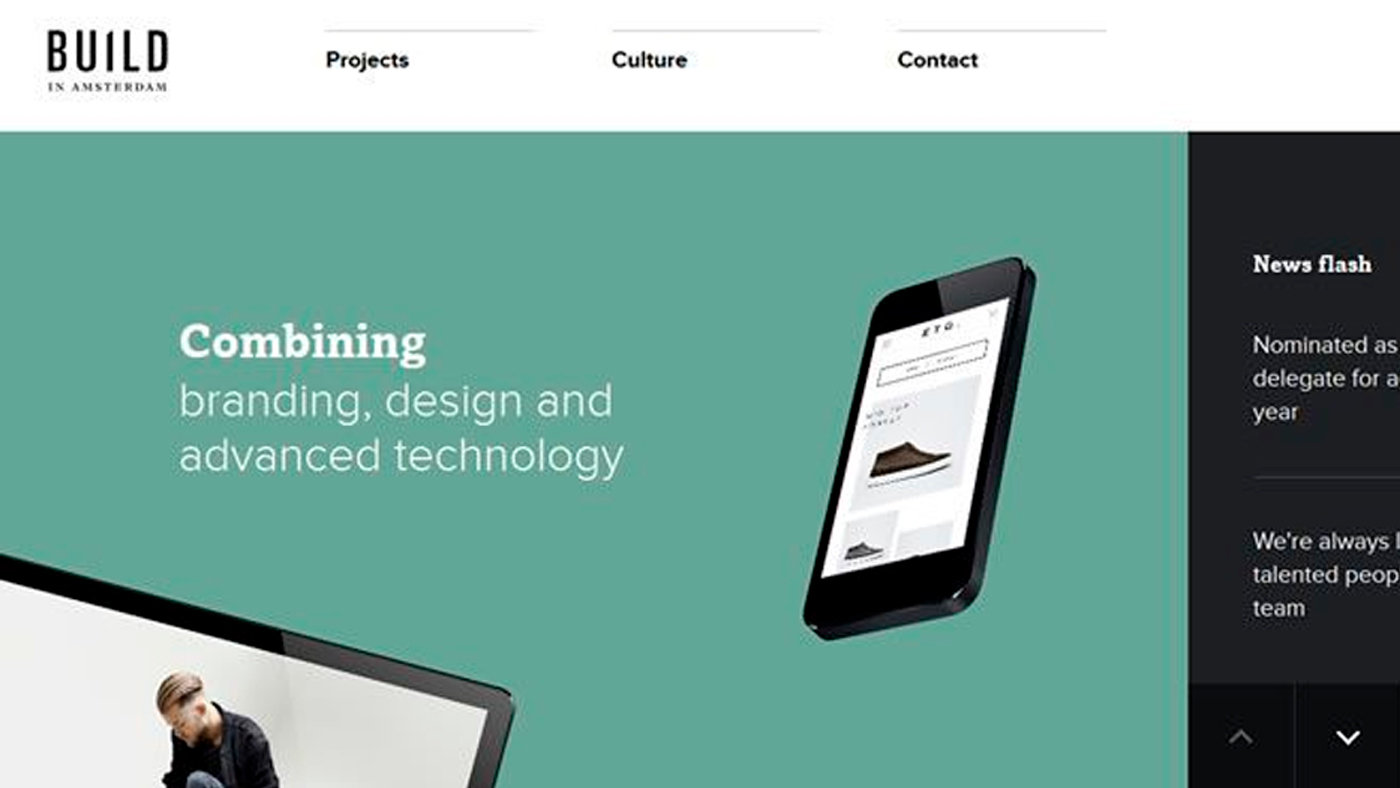 BUILD
IN AMSTERDAM
Projects
Culture
Contact
Combining
branding, design and
advanced technology
ETQ.
News flash
Nominated as
delegate for a
year
We're always
talented peop
team